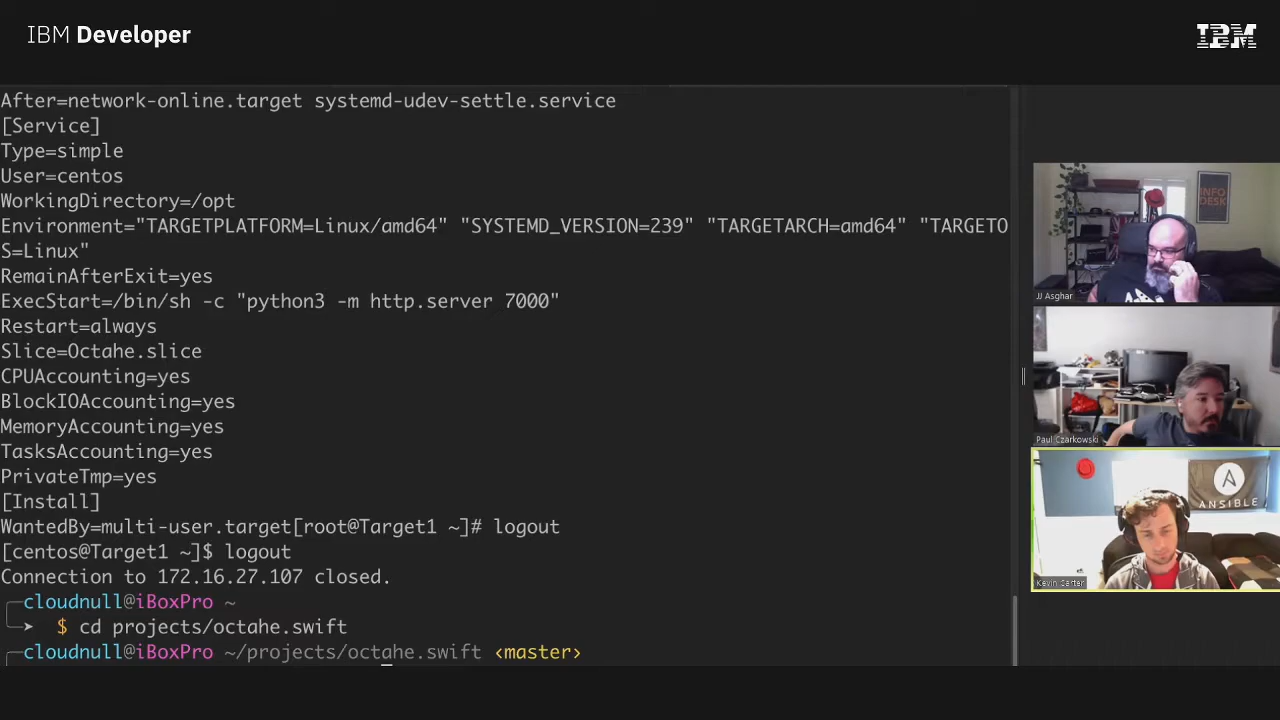 IBM Developer
IBM
After=network-online.target systemd-udev-settle.service
[Service]
Type=simple
User=centos
WorkingDirectory=/opt
Environment="TARGETPLATFORM=Linux/amd64" "SYSTEMD_VERSION=239" "TARGETARCH=amd64" "TARGETO
S=Linux"
RemainAfterExit=yes
ExecStart=/bin/sh -c "python3 -m http.server 7000"
Restart=always
Slice=Octahe.slice
CPUAccounting=yes
BlockIOAccounting=yes
MemoryAccounting=yes
TasksAccounting=yes
PrivateTmp=yes
[Install]
WantedBy=multi-user.target[root@Target1 ~]# logout
[centos@Target1 ~]$ logout
Connection to 172.16.27.107 closed.
cloudnull@iBoxPro ~
$ cd projects/octahe.swift
cloudnull@iBoxPro ~/projects/octahe.swift <master>
INFO
DESK
JJ Asghar
Paul Czarkowski
ANSIBLE
Kevin Carter